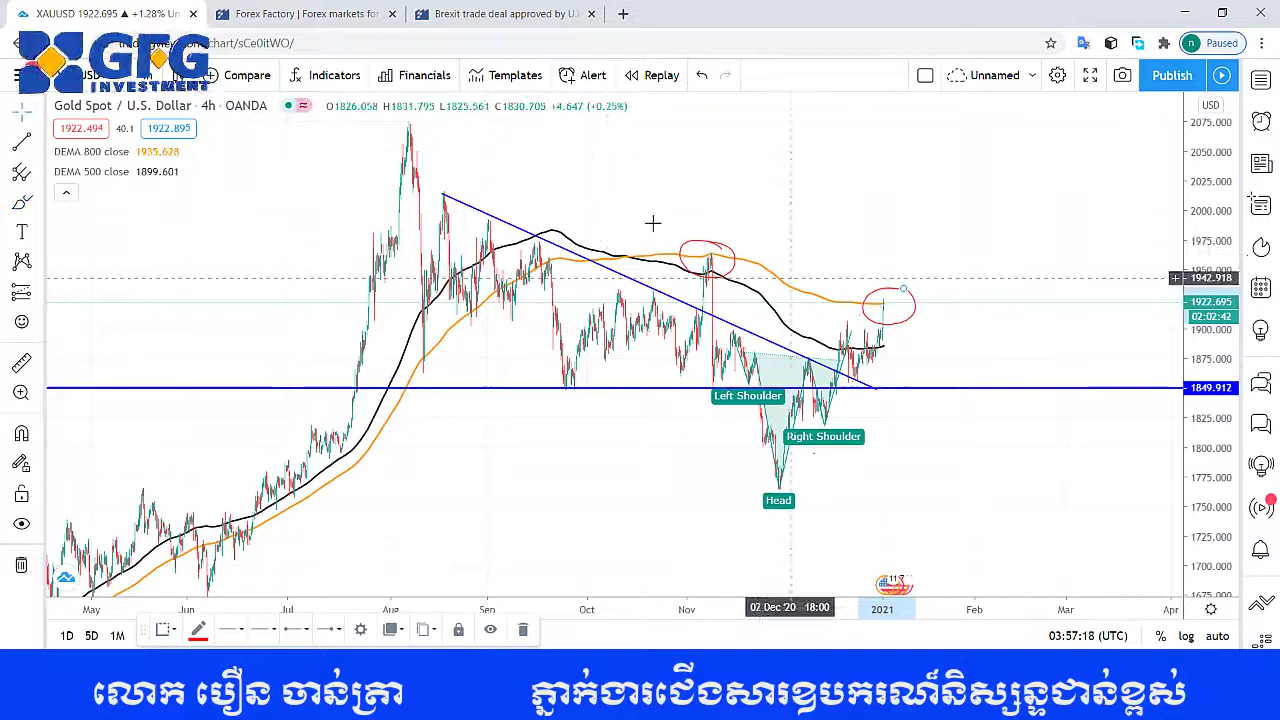 XAUUSD 1922.695 ▲ +1.28% Un
Forex Factory | Forex markets for
Brexit trade deal approved by U.
GFG
INVESTMENT
chart/sCe0itWO/
Paused
Compare
Indicators
Financials
Templates
Alert
Replay
Unnamed
Publish
Gold Spot / U.S. Dollar · 4h · OANDA
O1826.058 H1831.795 L1825.561 C1830.705 +4.647 (+0.25%)
1922.494 40.1 1922.895
DEMA 800 close 1935.628
DEMA 500 close 1899.601
USD
2075.000
2050.000
2025.000
2000.000
1975.000
1950.000
1942.918
1922.695
02:02:42
1900.000
1875.000
1849.912
1825.000
1800.000
1775.000
1750.000
1725.000
1700.000
1675.000
Left Shoulder
Right Shoulder
Head
May Jun Jul Aug Sep Oct Nov 02 Dec '20 18:00 2021 Feb Mar Apr
1D 5D 1M
03:57:18 (UTC) % log auto
លោក បឿន ចាន់ត្រា
ភ្នាក់ងារជើងសារឧបករណ៍និស្សន្ទជាន់ខ្ពស់